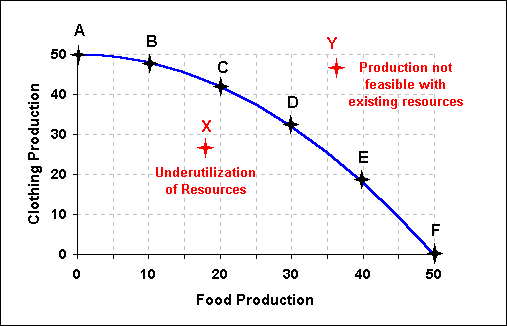 A
B
C
D
E
F
X
Y
Production not
feasible with
existing resources
Underutilization
of Resources
Clothing Production
50
40
30
20
10
0
0
10
20
30
40
50
Food Production